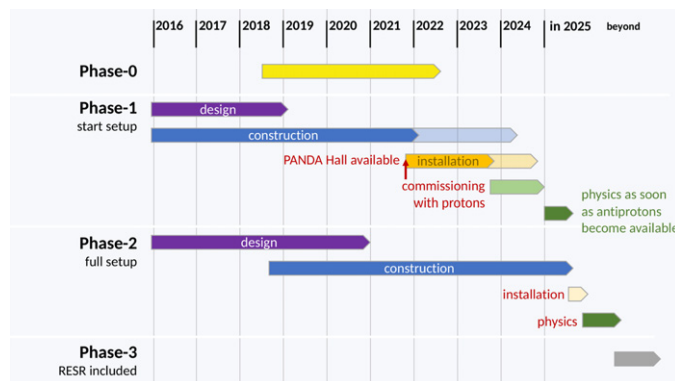 2016 2017 2018 2019 2020 2021 2022 2023 2024 in 2025 beyond
Phase-0
Phase-1
start setup
design
construction
PANDA Hall available
installation
commissioning
with protons
physics as soon
as antiprotons
become available
Phase-2
full setup
design
construction
installation
physics
Phase-3
RESR included